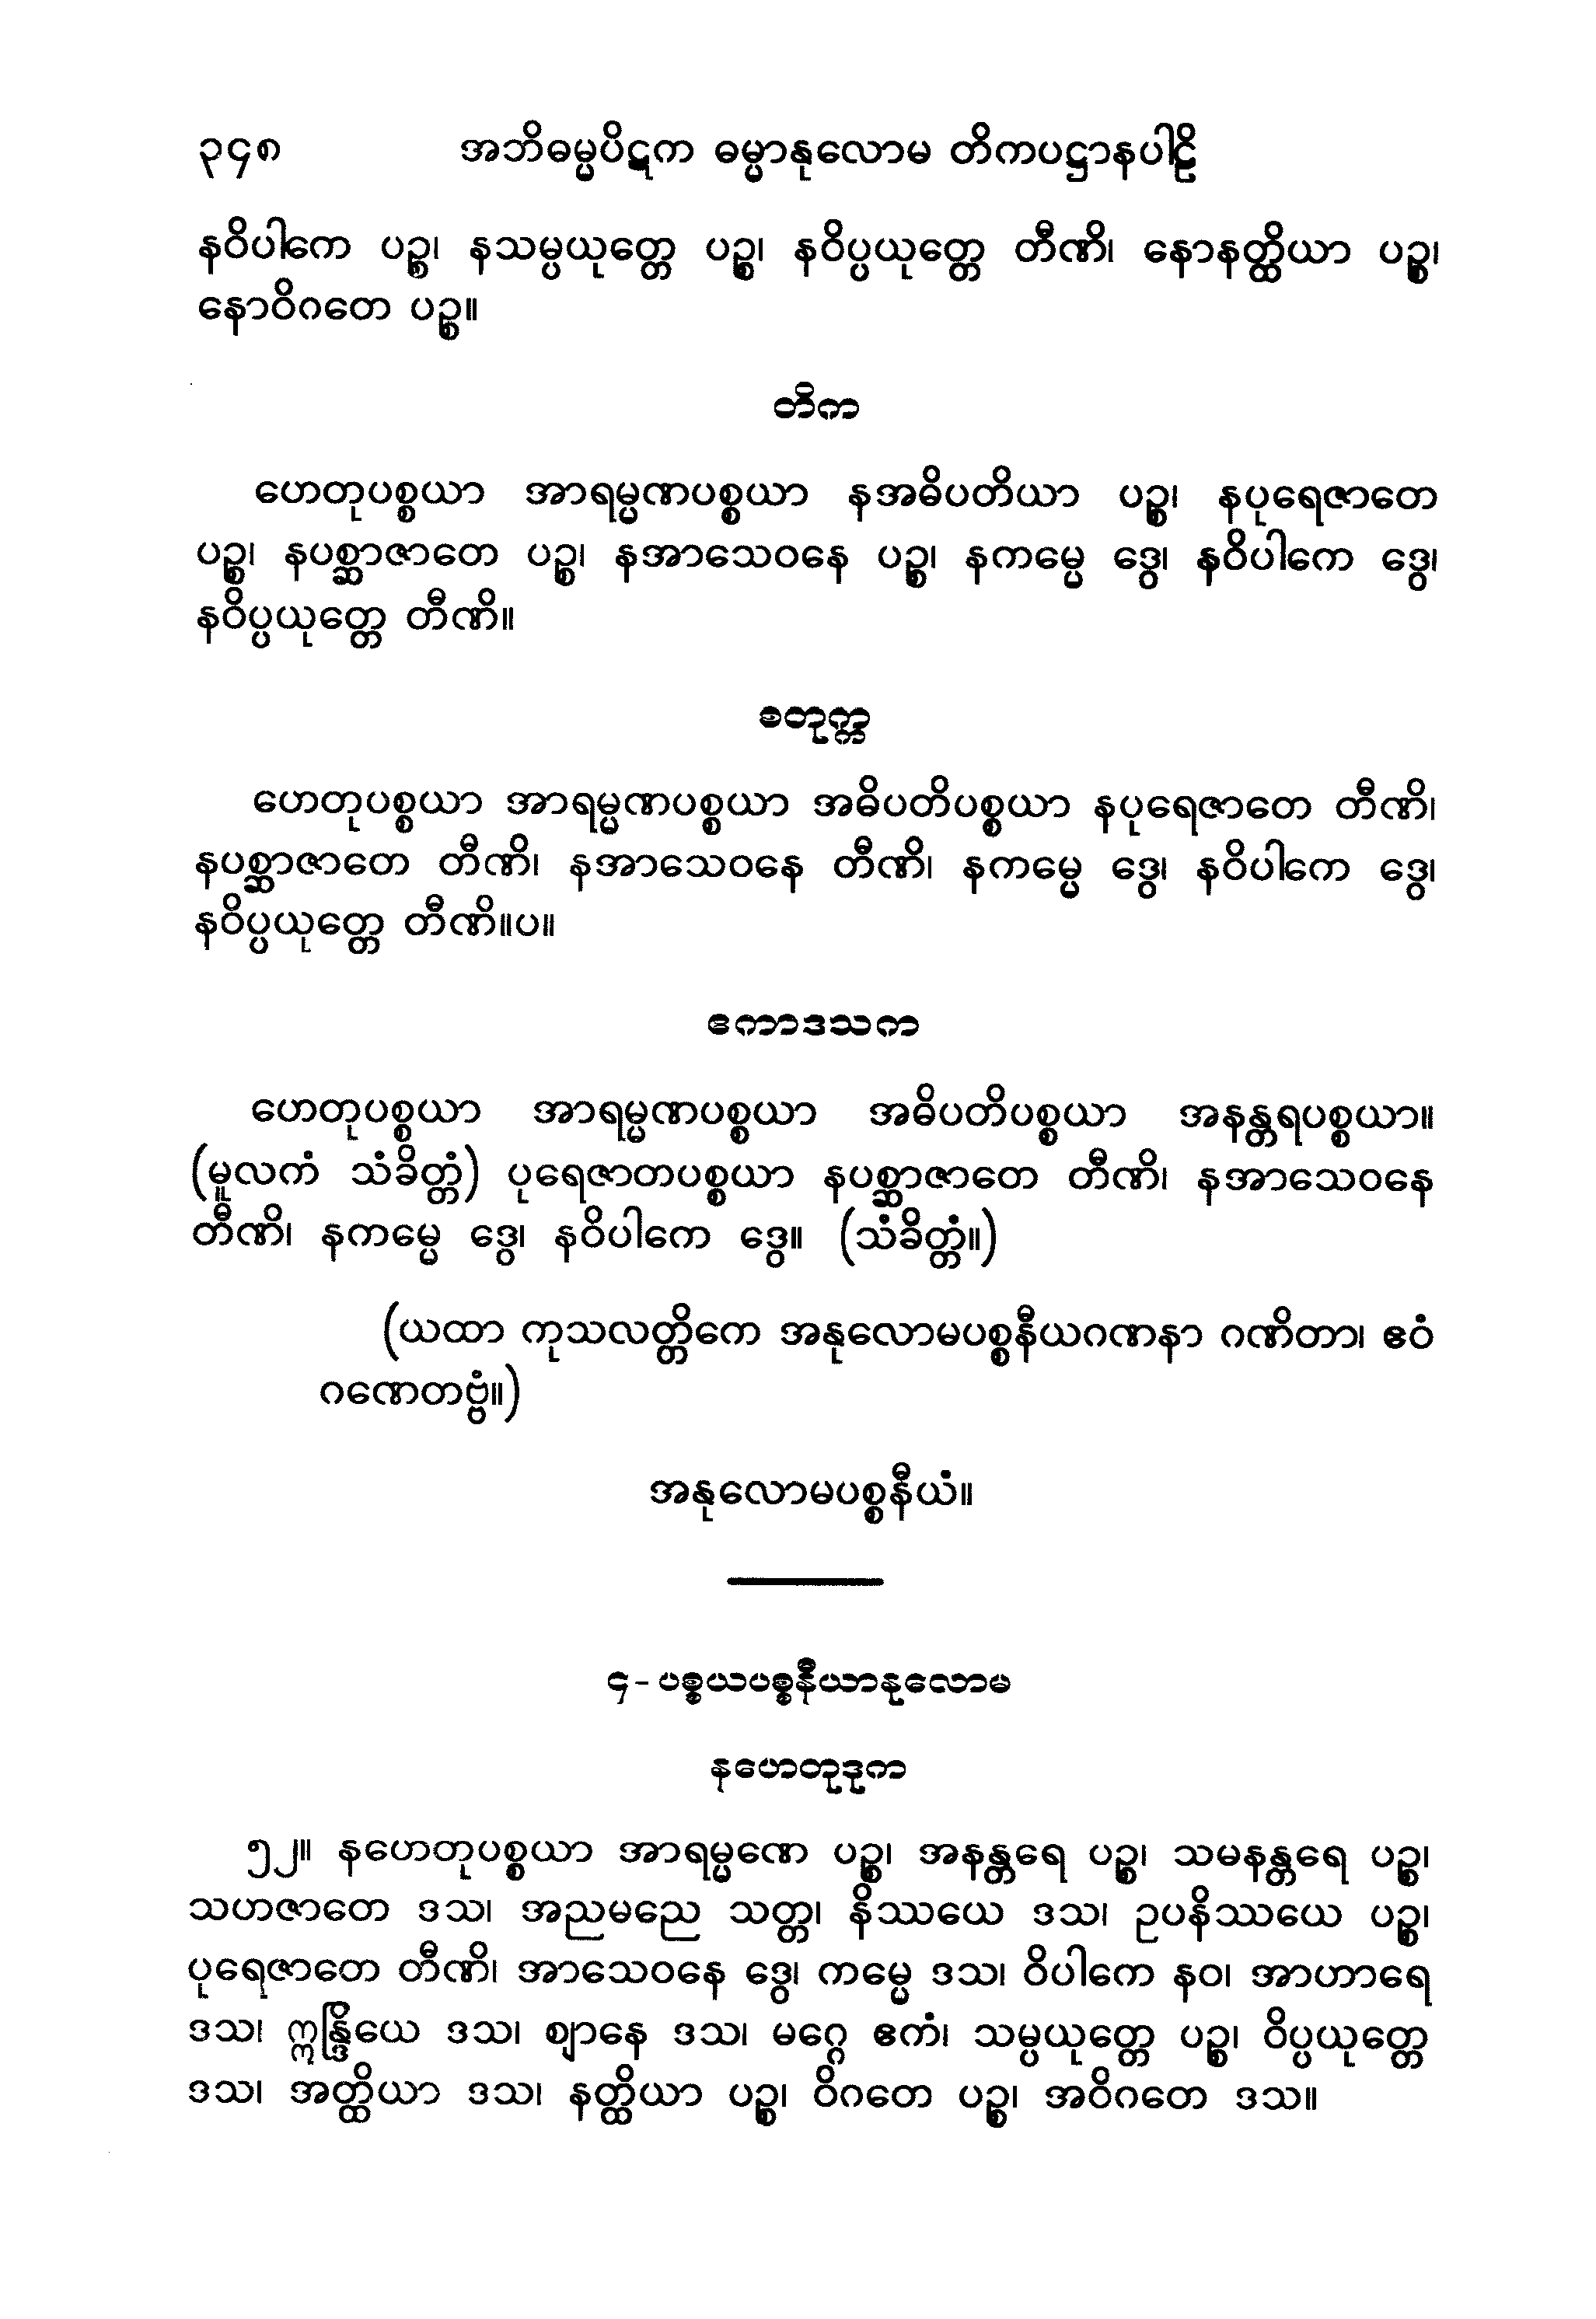 ၃၄၈ အဘိဓမ္မပိဋက ဓမ္မာနုလောမ တိကပဋ္ဌာနပါဠိ
နဝိပါကေ ပဉ္စ၊ နသမ္ပယုတ္တေ ပဉ္စ၊ နဝိပ္ပယုတ္တေ တီဏိ၊ နောနတ္ထိယာ ပဉ္စ၊
နောဝိဂတေ ပဉ္စ။
တိက
ဟေတုပစ္စယာ အာရမ္မဏပစ္စယာ နအဓိပတိယာ ပဉ္စ၊ နပုရေဇာတေ
ပဉ္စ၊ နပစ္ဆာဇာတေ ပဉ္စ၊ နအာသေဝနေ ပဉ္စ၊ နကမ္မေ ဒွေ၊ နဝိပါကေ ဒွေ၊
နဝိပ္ပယုတ္တေ တီဏိ။
စတုက္က
ဟေတုပစ္စယာ အာရမ္မဏပစ္စယာ အဓိပတိပစ္စယာ နပုရေဇာတေ တီဏိ၊
နပစ္ဆာဇာတေ တီဏိ၊ နအာသေဝနေ တီဏိ၊ နကမ္မေ ဒွေ၊ နဝိပါကေ ဒွေ၊
နဝိပ္ပယုတ္တေ တီဏိ။ပ။
ဧကာဒသက
ဟေတုပစ္စယာ အာရမ္မဏပစ္စယာ အဓိပတိပစ္စယာ အနန္တရပစ္စယာ။
(မူလကံ သံခိတ္တံ) ပုရေဇာတပစ္စယာ နပစ္ဆာဇာတေ တီဏိ၊ နအာသေဝနေ
တီဏိ၊ နကမ္မေ ဒွေ၊ နဝိပါကေ ဒွေ။ (သံခိတ္တံ။)
(ယထာ ကုသလတ္တိကေ အနုလောမပစ္စနီယဂဏနာ ဂဏိတာ၊ ဧဝံ
ဂဏေတဗ္ဗံ။)
အနုလောမပစ္စနီယံ။
၄-ပစ္စယပစ္စနီယာနုလောမ
နဟေတုဒုက
၅၂။ နဟေတုပစ္စယာ အာရမ္မဏေ ပဉ္စ၊ အနန္တရေ ပဉ္စ၊ သမနန္တရေ ပဉ္စ၊
သဟဇာတေ ဒသ၊ အညမညေ သတ္တ၊ နိဿယေ ဒသ၊ ဥပနိဿယေ ပဉ္စ၊
ပုရေဇာတေ တီဏိ၊ အာသေဝနေ ဒွေ၊ ကမ္မေ ဒသ၊ ဝိပါကေ နဝ၊ အာဟာရေ
ဒသ၊ ဣန္ဒြိယေ ဒသ၊ ဈာနေ ဒသ၊ မဂ္ဂေ ဧကံ၊ သမ္ပယုတ္တေ ပဉ္စ၊ ဝိပ္ပယုတ္တေ
ဒသ၊ အတ္ထိယာ ဒသ၊ နတ္ထိယာ ပဉ္စ၊ ဝိဂတေ ပဉ္စ၊ အဝိဂတေ ဒသ။